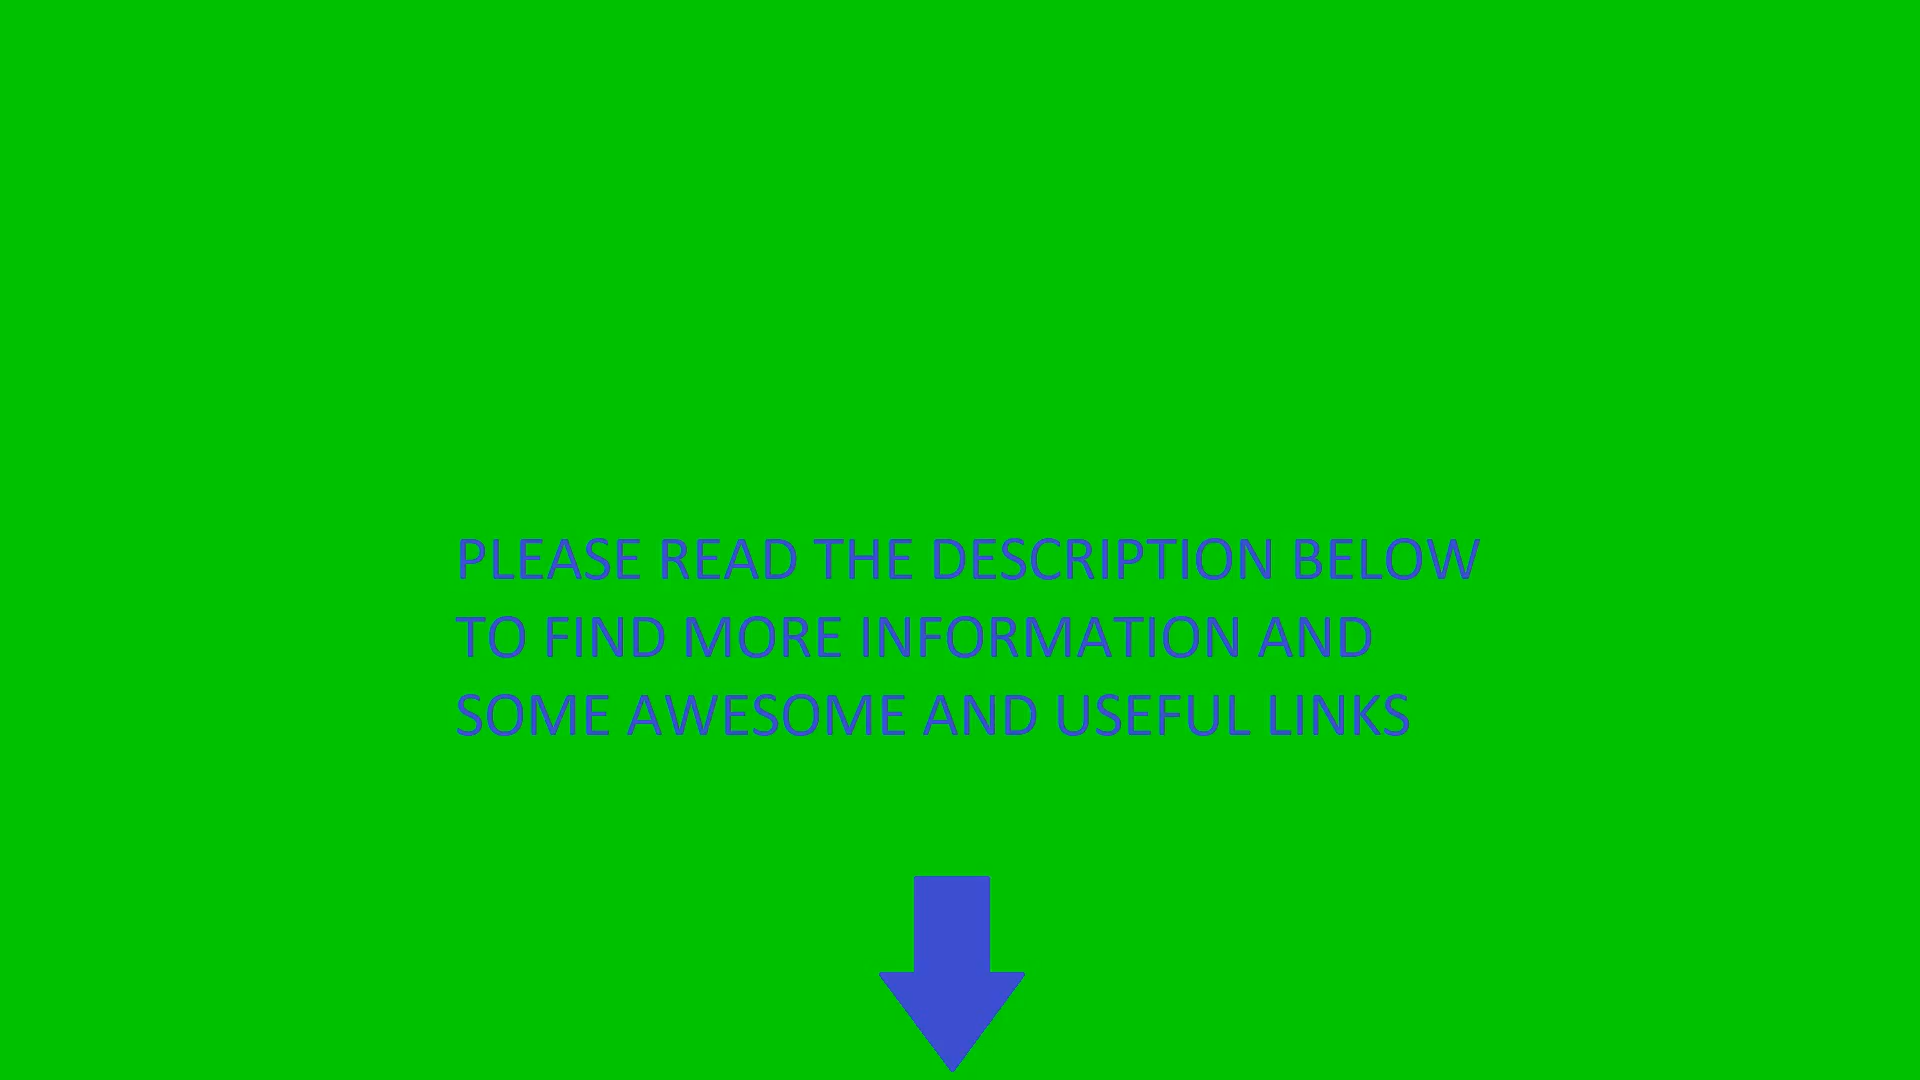 PLEASE READ THE DESCRIPTION BELOW
TO FIND MORE INFORMATION AND
SOME AWESOME AND USEFUL LINKS